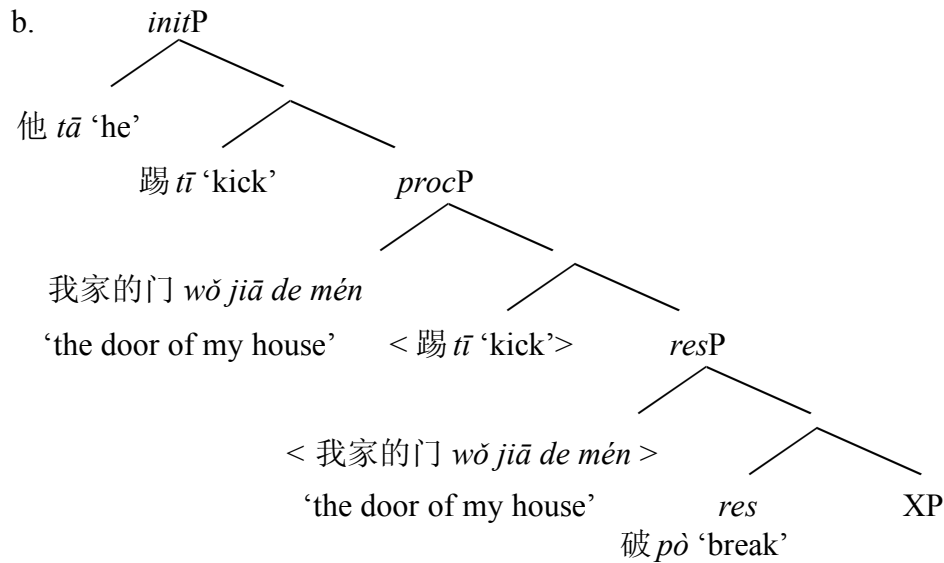 b. initP
他 tā ‘he’
踢 tī ‘kick’ procP
我家的门 wǒ jiā de mén
‘the door of my house’ < 踢 tī ‘kick’> resP
< 我家的门 wǒ jiā de mén >
‘the door of my house’ res XP
破 pò ‘break’